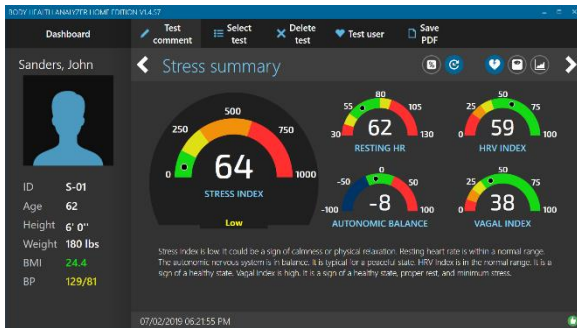 BODY HEALTH ANALYZER HOME EDITION V1.4.57
Dashboard
Test comment
Select test
Delete test
Test user
Save PDF
Sanders, John
Stress summary
ID S-01
Age 62
Height 6' 0''
Weight 180 lbs
BMI 24.4
BP 129/81
0 250 500 750 1000
64
STRESS INDEX
Low
30 55 80 105 130
62
RESTING HR
0 25 50 75 100
59
HRV INDEX
-100 -50 0 50 100
-8
AUTONOMIC BALANCE
0 25 50 75 100
38
VAGAL INDEX
Stress Index is low. It could be a sign of calmness or physical relaxation. Resting heart rate is within a normal range.
The autonomic nervous system is in balance. It is typical for a peaceful state. HRV Index is in the normal range. It is a
sign of a healthy state. Vagal Index is high. It is a sign of a healthy state, proper rest, and minimum stress.
07/02/2019 06:21:55 PM